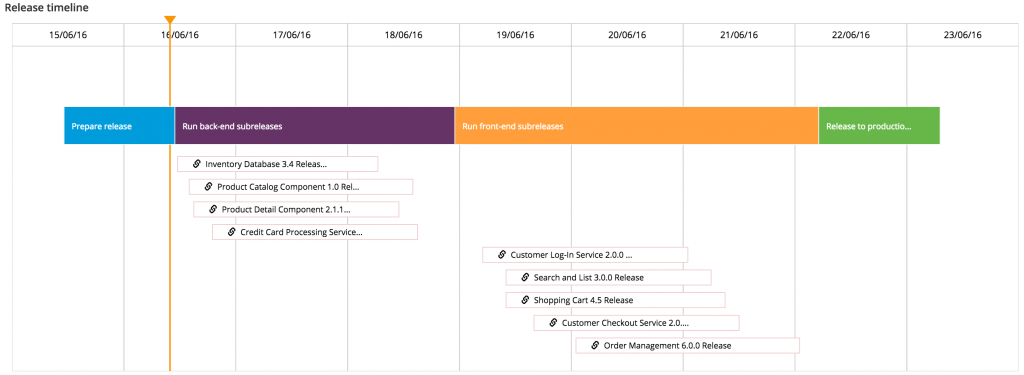 Release timeline
15/06/16
16/06/16
17/06/16
18/06/16
19/06/16
20/06/16
21/06/16
22/06/16
23/06/16
Prepare release
Run back-end subreleases
Run front-end subreleases
Release to productio...
Inventory Database 3.4 Releas...
Product Catalog Component 1.0 Rel...
Product Detail Component 2.1.1...
Credit Card Processing Service...
Customer Log-In Service 2.0.0 ...
Search and List 3.0.0 Release
Shopping Cart 4.5 Release
Customer Checkout Service 2.0....
Order Management 6.0.0 Release